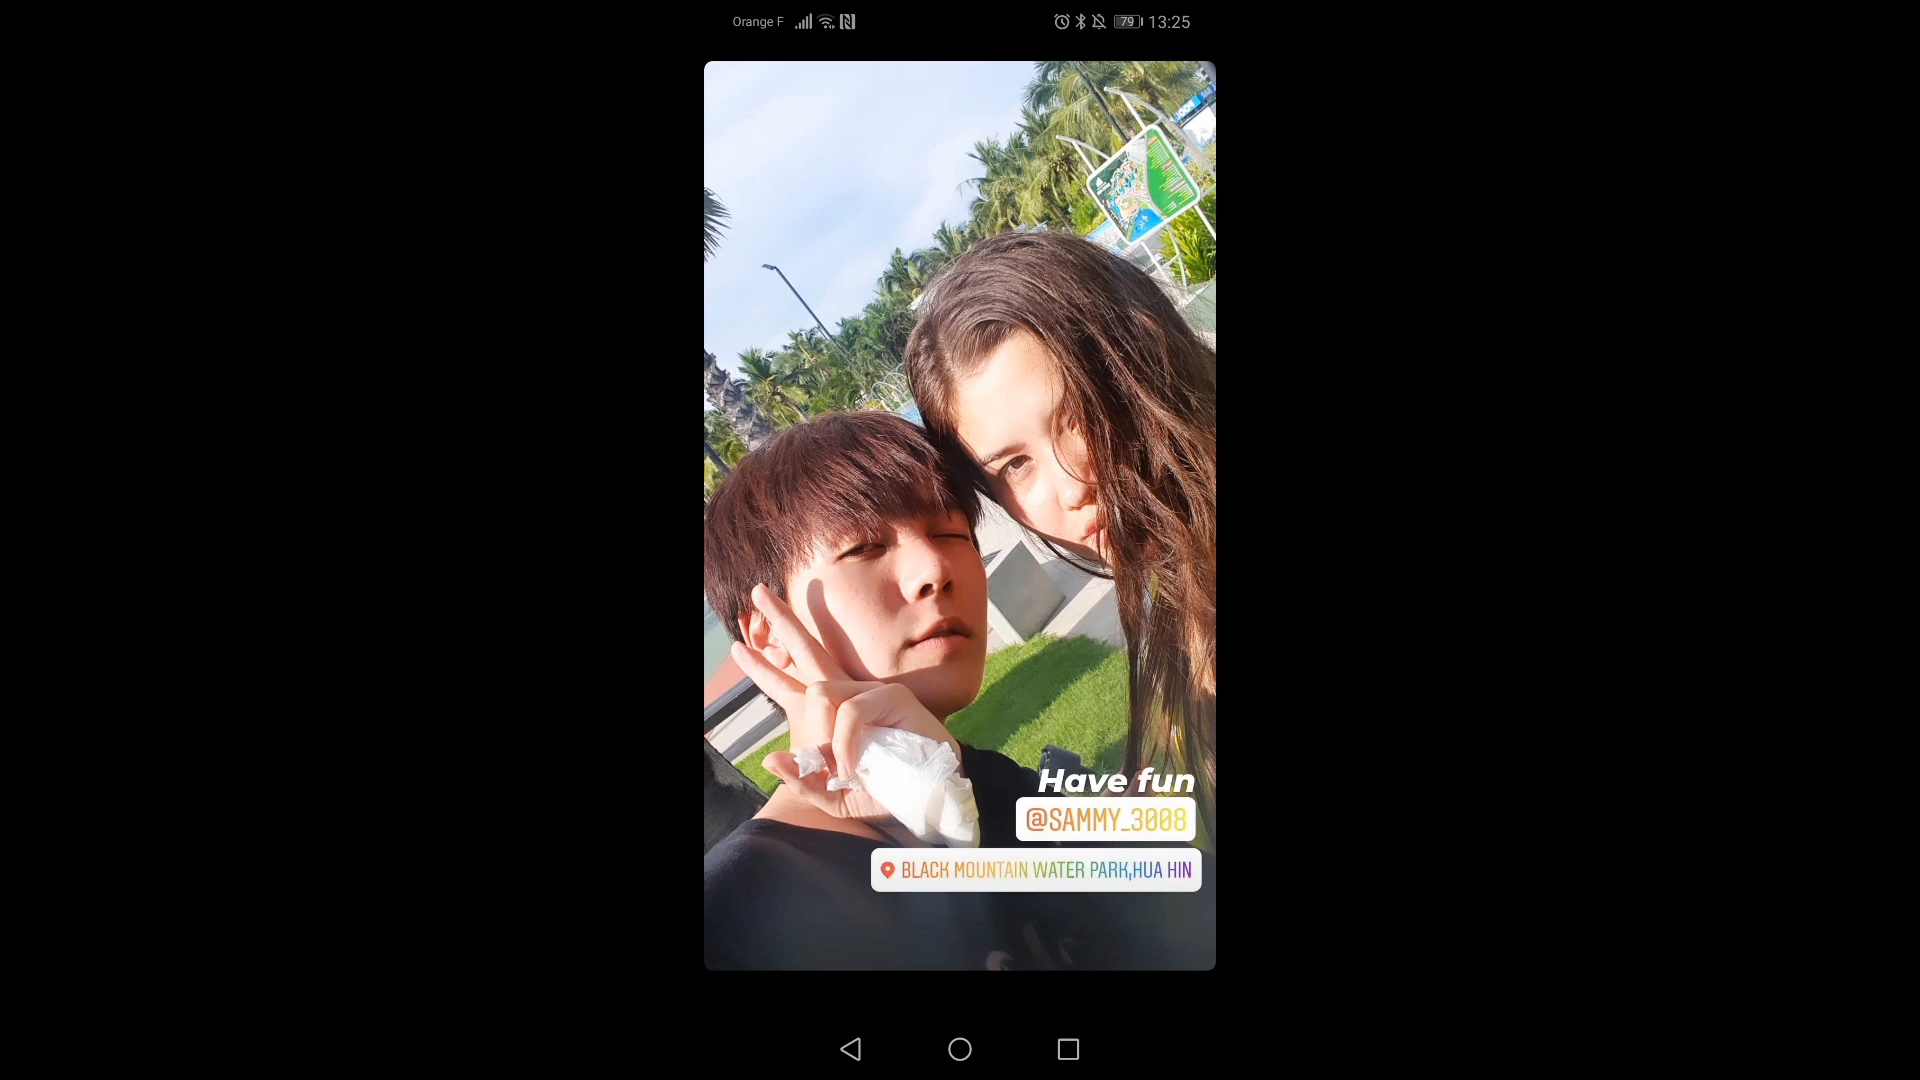 Orange F
79
13:25
Have fun
@SAMMY_3008
BLACK MOUNTAIN WATER PARK,HUA HIN